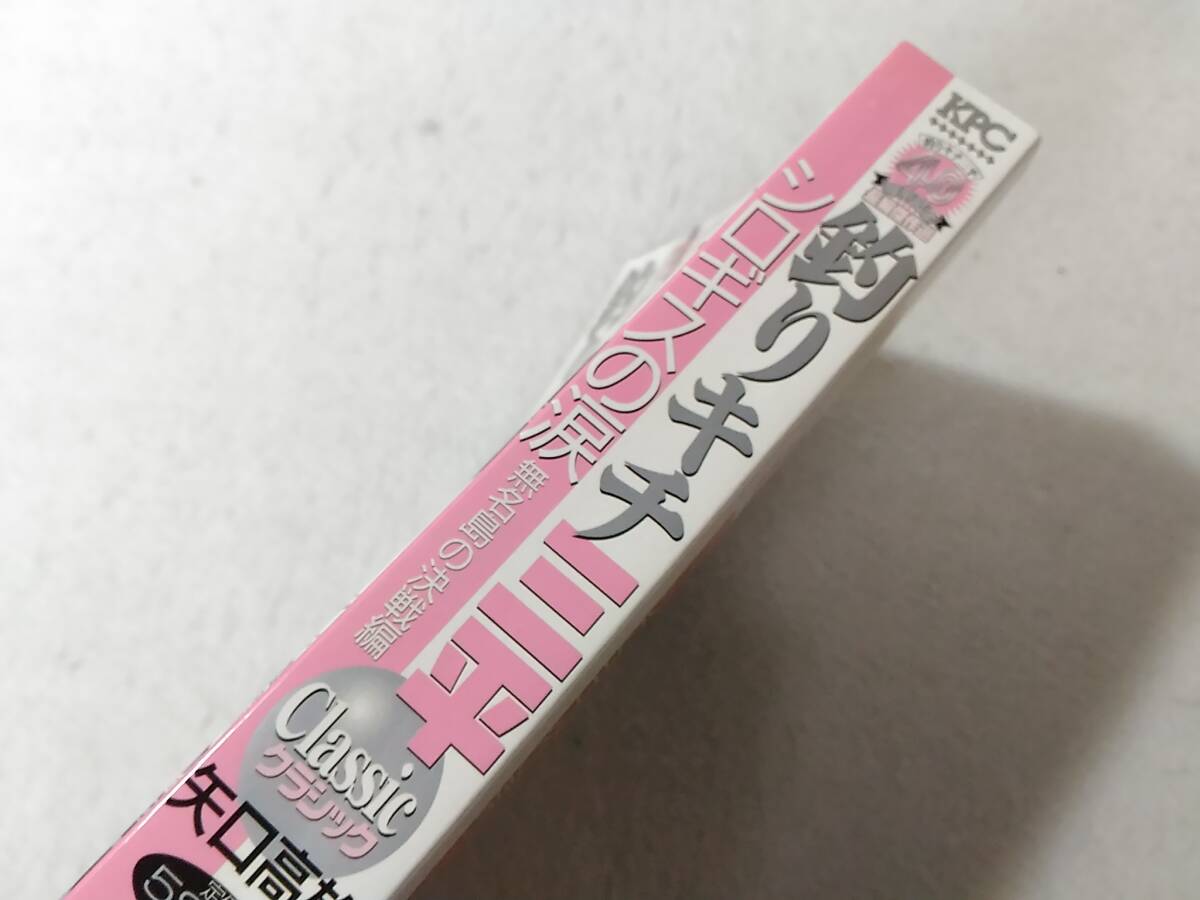 KPC
釣りキチ三平
シロギスの涙
無名島の決戦編
Classic
クラシック
矢口高雄